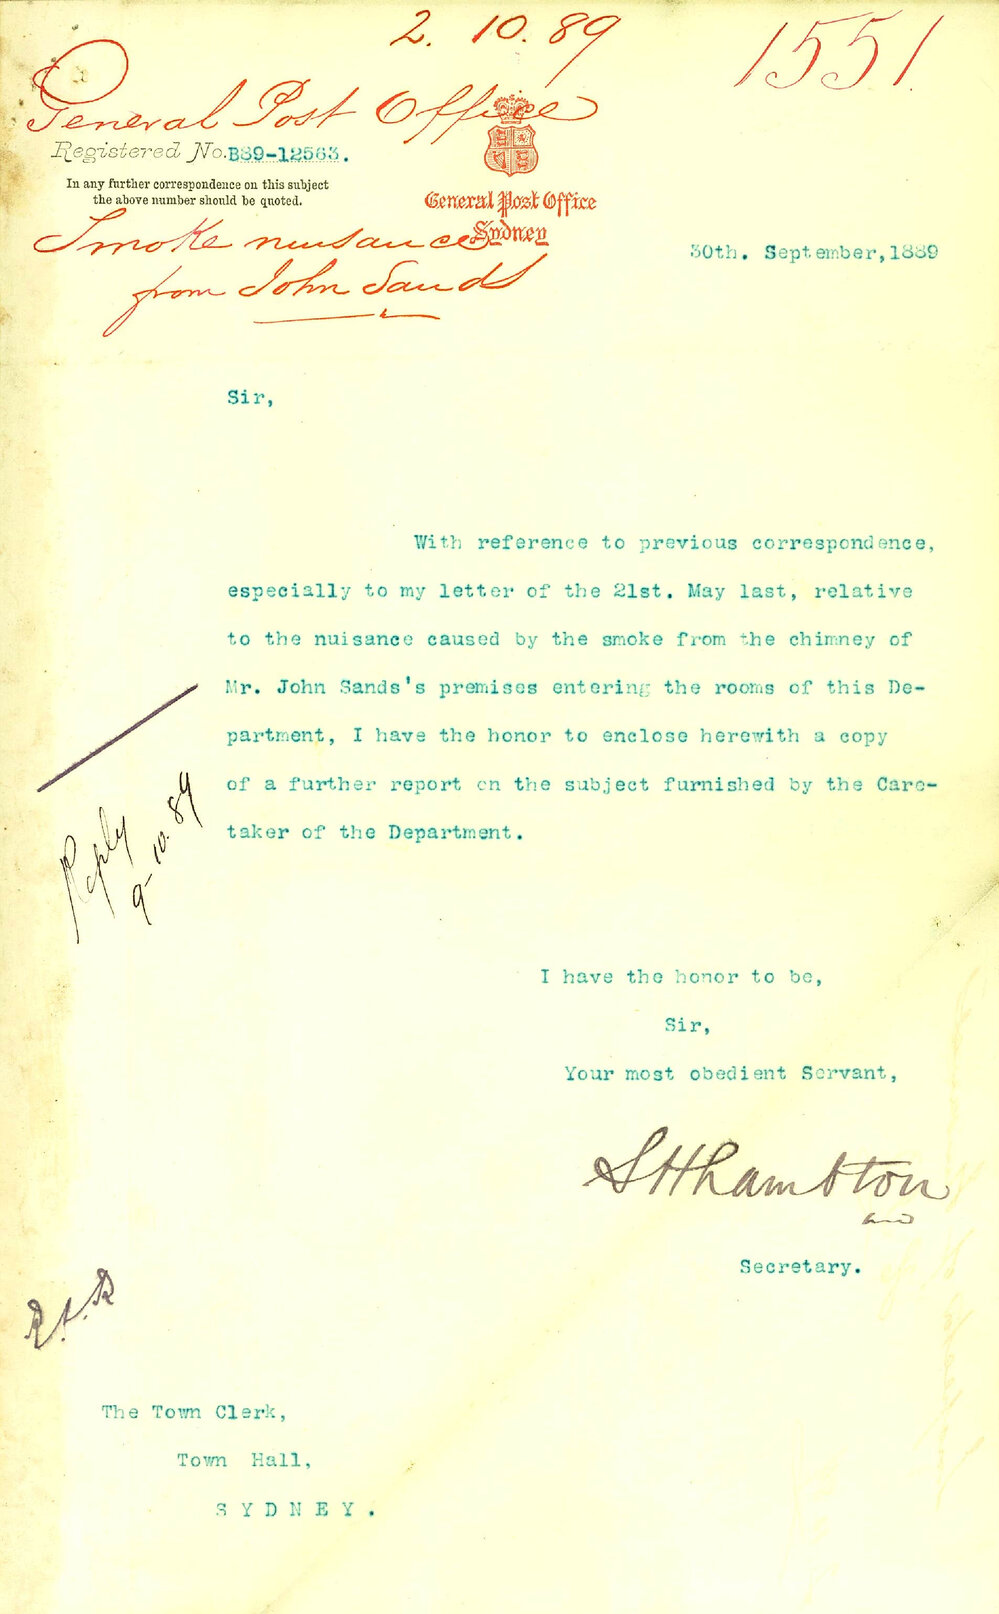 2. 10. 89
1551.
General Post Office
Registered No. B89-12563.
In any further correspondence on this subject
the above number should be quoted.
General Post Office
Sydney
Smoke nuisance
from John Sands
30th. September, 1889
Sir,
With reference to previous correspondence,
especially to my letter of the 21st. May last, relative
to the nuisance caused by the smoke from the chimney of
Mr. John Sands's premises entering the rooms of this De-
partment, I have the honor to enclose herewith a copy
of a further report on the subject furnished by the Care-
taker of the Department.
Reply
9.10.89
I have the honor to be,
Sir,
Your most obedient Servant,
S H Lambton
Secretary.
The Town Clerk,
Town Hall,
SYDNEY.